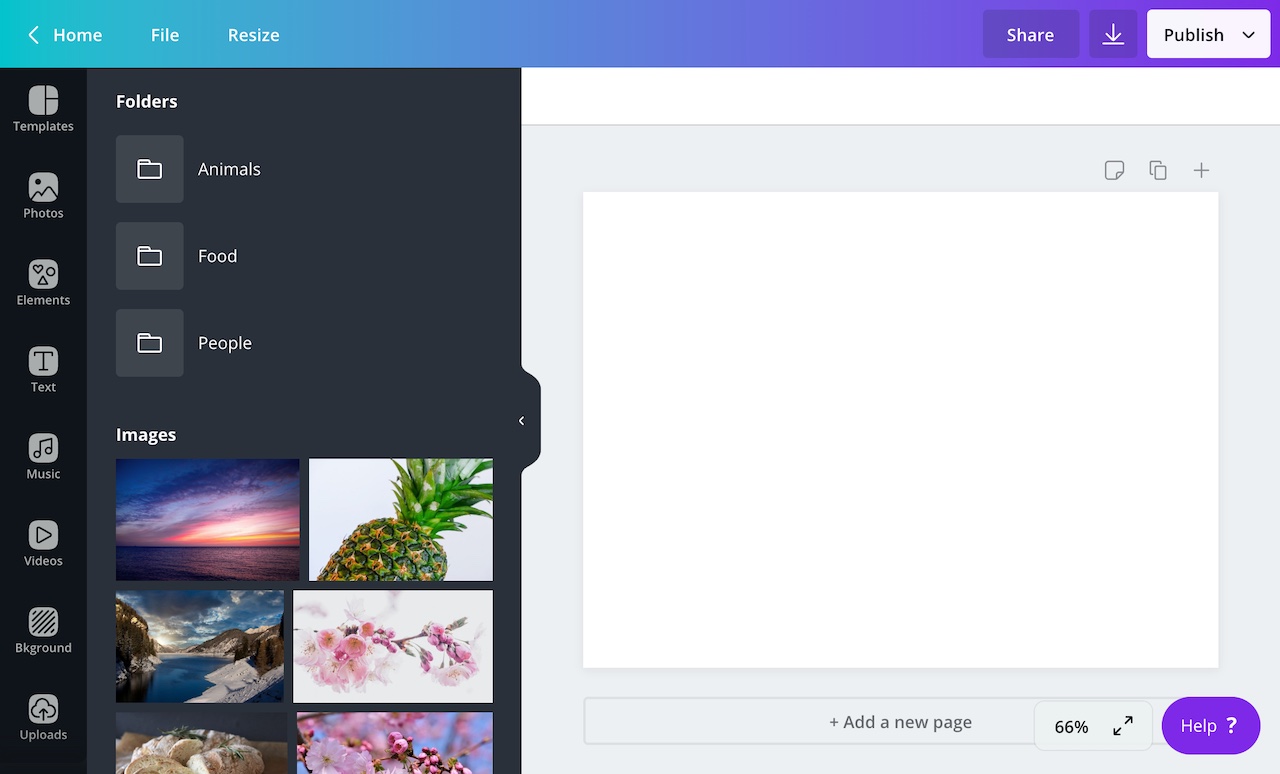 Home
File
Resize
Share
Publish
Templates
Photos
Elements
Text
Music
Videos
Bkground
Uploads
Folders
Animals
Food
People
Images
+ Add a new page
66%
Help ?